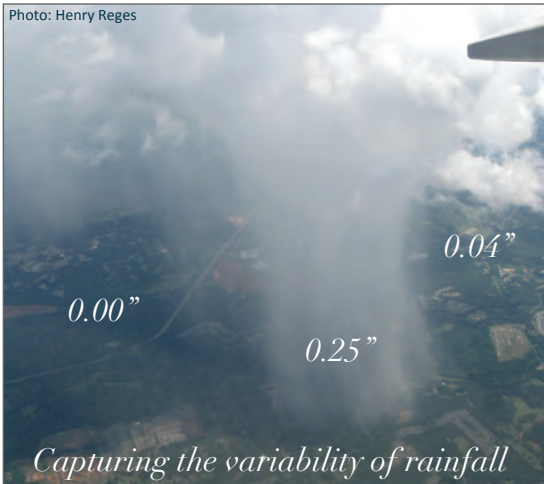 Photo: Henry Reges
0.04”
0.00”
0.25”
Capturing the variability of rainfall